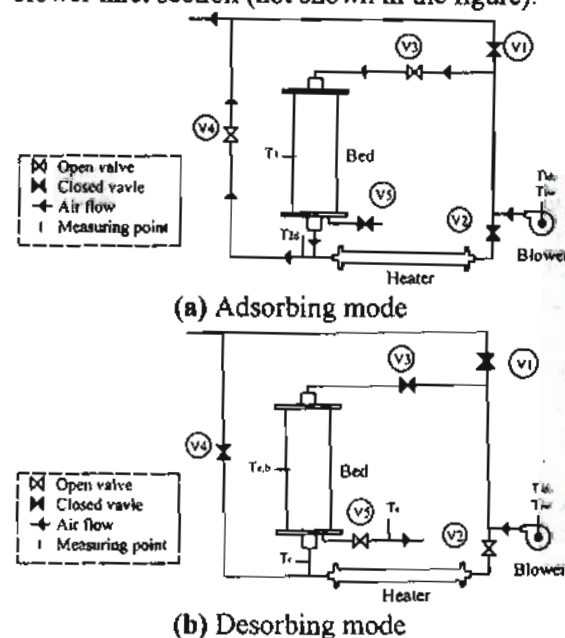 blower inlet section (not shown in the figure).
V3
V1
V4
T1
Bed
V5
V2
Open valve
Closed vavle
Air flow
Measuring point
Blower
Heater
(a) Adsorbing mode
V3
V1
V4
Bed
V5
V2
Open valve
Closed vavle
Air flow
Measuring point
Blower
Heater
(b) Desorbing mode